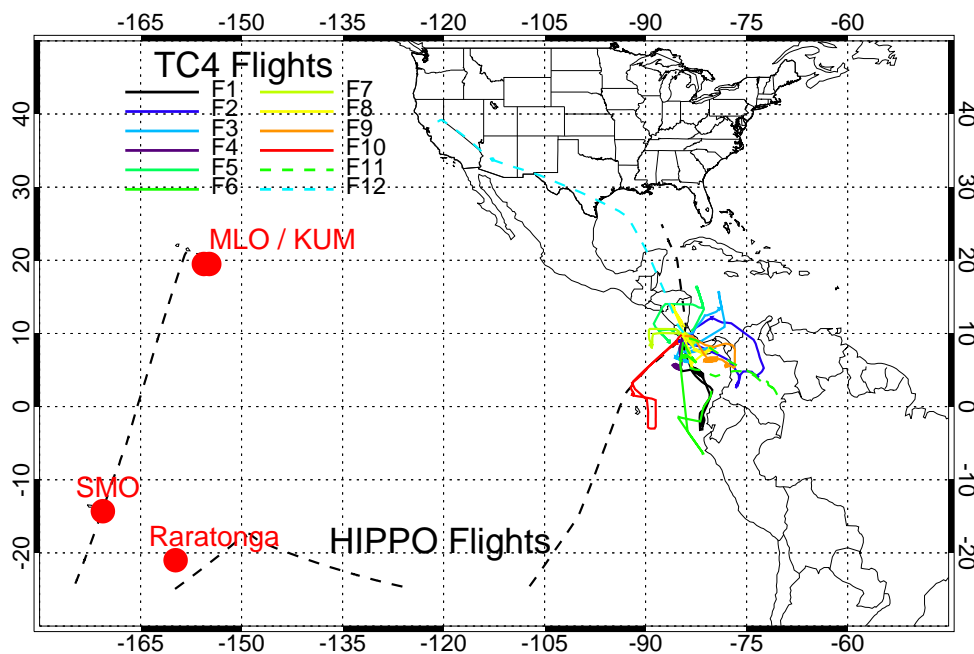 -165 -150 -135 -120 -105 -90 -75 -60
TC4 Flights
F1 F7
F2 F8
F3 F9
F4 F10
F5 F11
F6 F12
40 40
30 30
MLO / KUM
20 20
10 10
0 0
-10 -10
SMO
Raratonga
HIPPO Flights
-20 -20
-165 -150 -135 -120 -105 -90 -75 -60